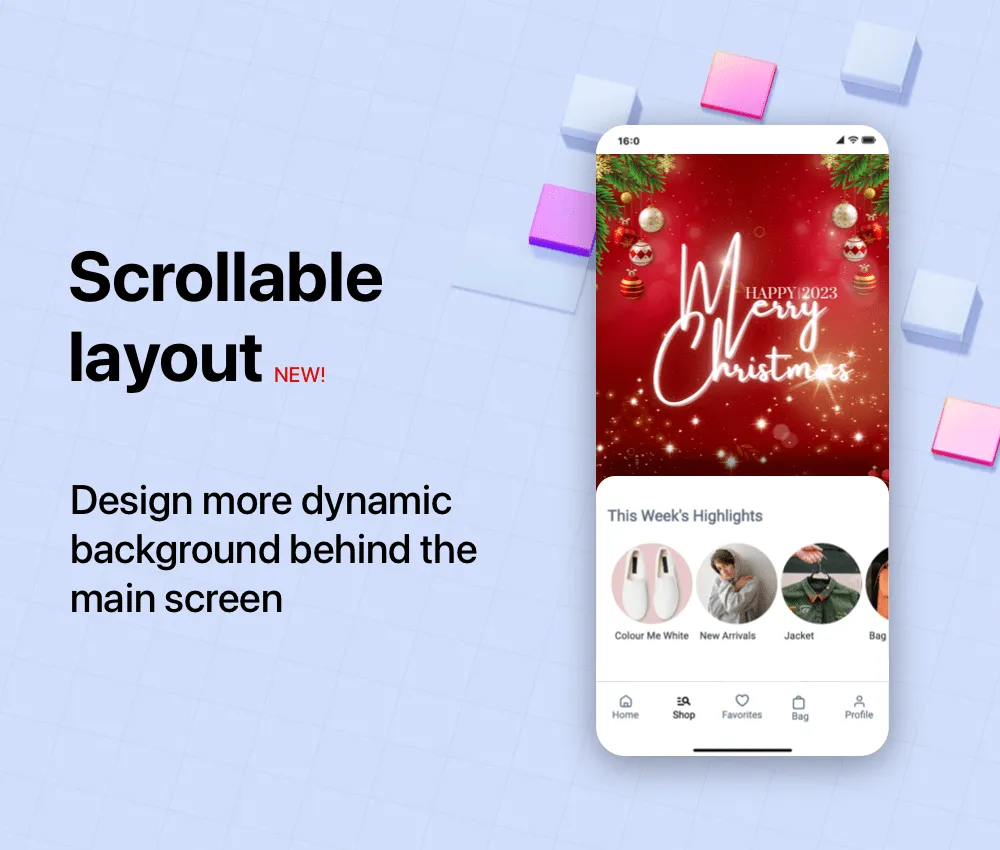 Scrollable
layout NEW!
Design more dynamic
background behind the
main screen
16:0
HAPPY 2023
Merry
Christmas
This Week's Highlights
Colour Me White New Arrivals Jacket Bag
Home Shop Favorites Bag Profile